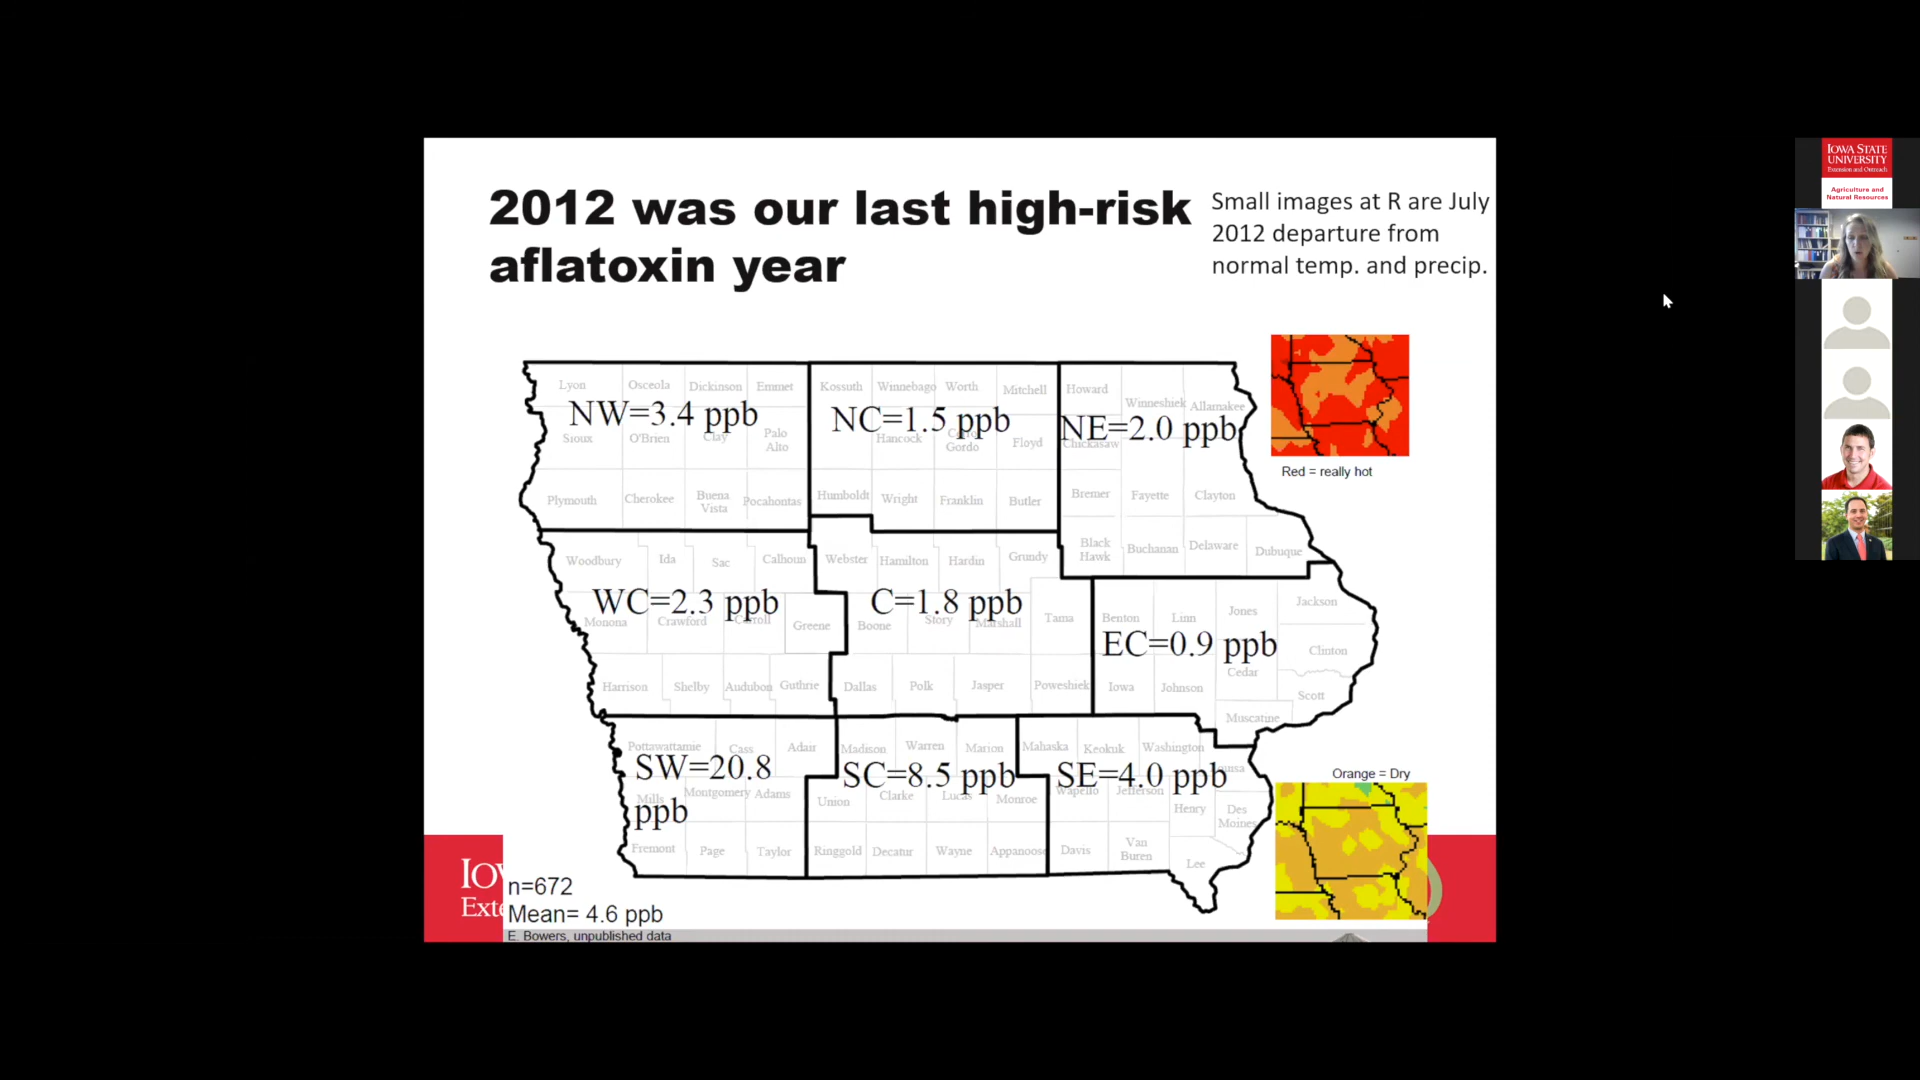 2012 was our last high-risk
aflatoxin year
Small images at R are July
2012 departure from
normal temp. and precip.
Red = really hot
Lyon Osceola Dickinson Emmet Kossuth Winnebago Worth Mitchell Howard Winneshiek Allamakee
NW=3.4 ppb NC=1.5 ppb NE=2.0 ppb
Sioux O'Brien Clay Palo
Alto Hancock Gordo Floyd Chickasaw
Plymouth Cherokee Buena
Vista Pocahontas Humboldt Wright Franklin Butler Bremer Fayette Clayton
Woodbury Ida Sac Calhoun Webster Hamilton Hardin Grundy Black
Hawk Buchanan Delaware Dubuque
WC=2.3 ppb C=1.8 ppb EC=0.9 ppb
Monona Crawford Carroll Greene Boone Story Marshall Tama Benton Linn Jones Jackson
Cedar Clinton
Harrison Shelby Audubon Guthrie Dallas Polk Jasper Poweshiek Iowa Johnson Scott
Muscatine
Pottawattamie Cass Adair Madison Warren Marion Mahaska Keokuk Washington
SW=20.8
ppb
SC=8.5 ppb SE=4.0 ppb
Mills Montgomery Adams Union Clarke Lucas Monroe Wapello Jefferson Henry Des
Moines
Fremont Page Taylor Ringgold Decatur Wayne Appanoose Davis Van
Buren Lee
Orange = Dry
n=672
Mean= 4.6 ppb
E. Bowers, unpublished data
IOWA STATE
UNIVERSITY
Extension and Outreach
Agriculture and
Natural Resources